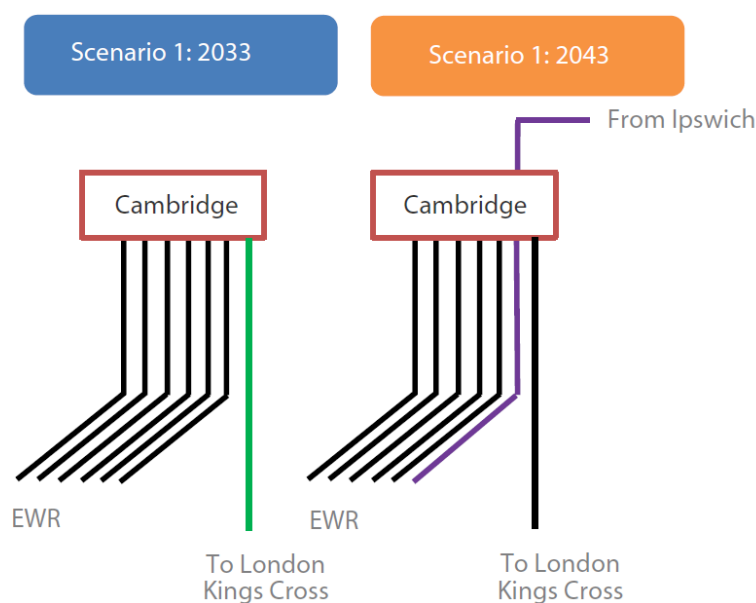 Scenario 1: 2033
Scenario 1: 2043
From Ipswich
Cambridge
Cambridge
EWR
EWR
To London
Kings Cross
To London
Kings Cross